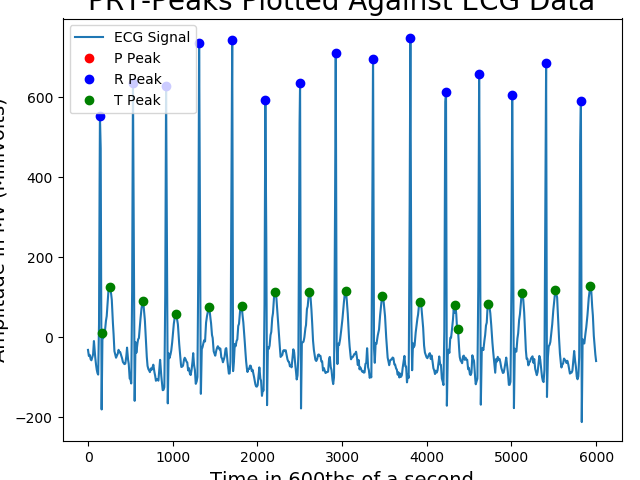 PRT-Peaks Plotted Against ECG Data
ECG Signal
P Peak
R Peak
T Peak
600
400
200
0
−200
Amplitude in MV (Millivolts)
0 1000 2000 3000 4000 5000 6000
Time in 600ths of a second